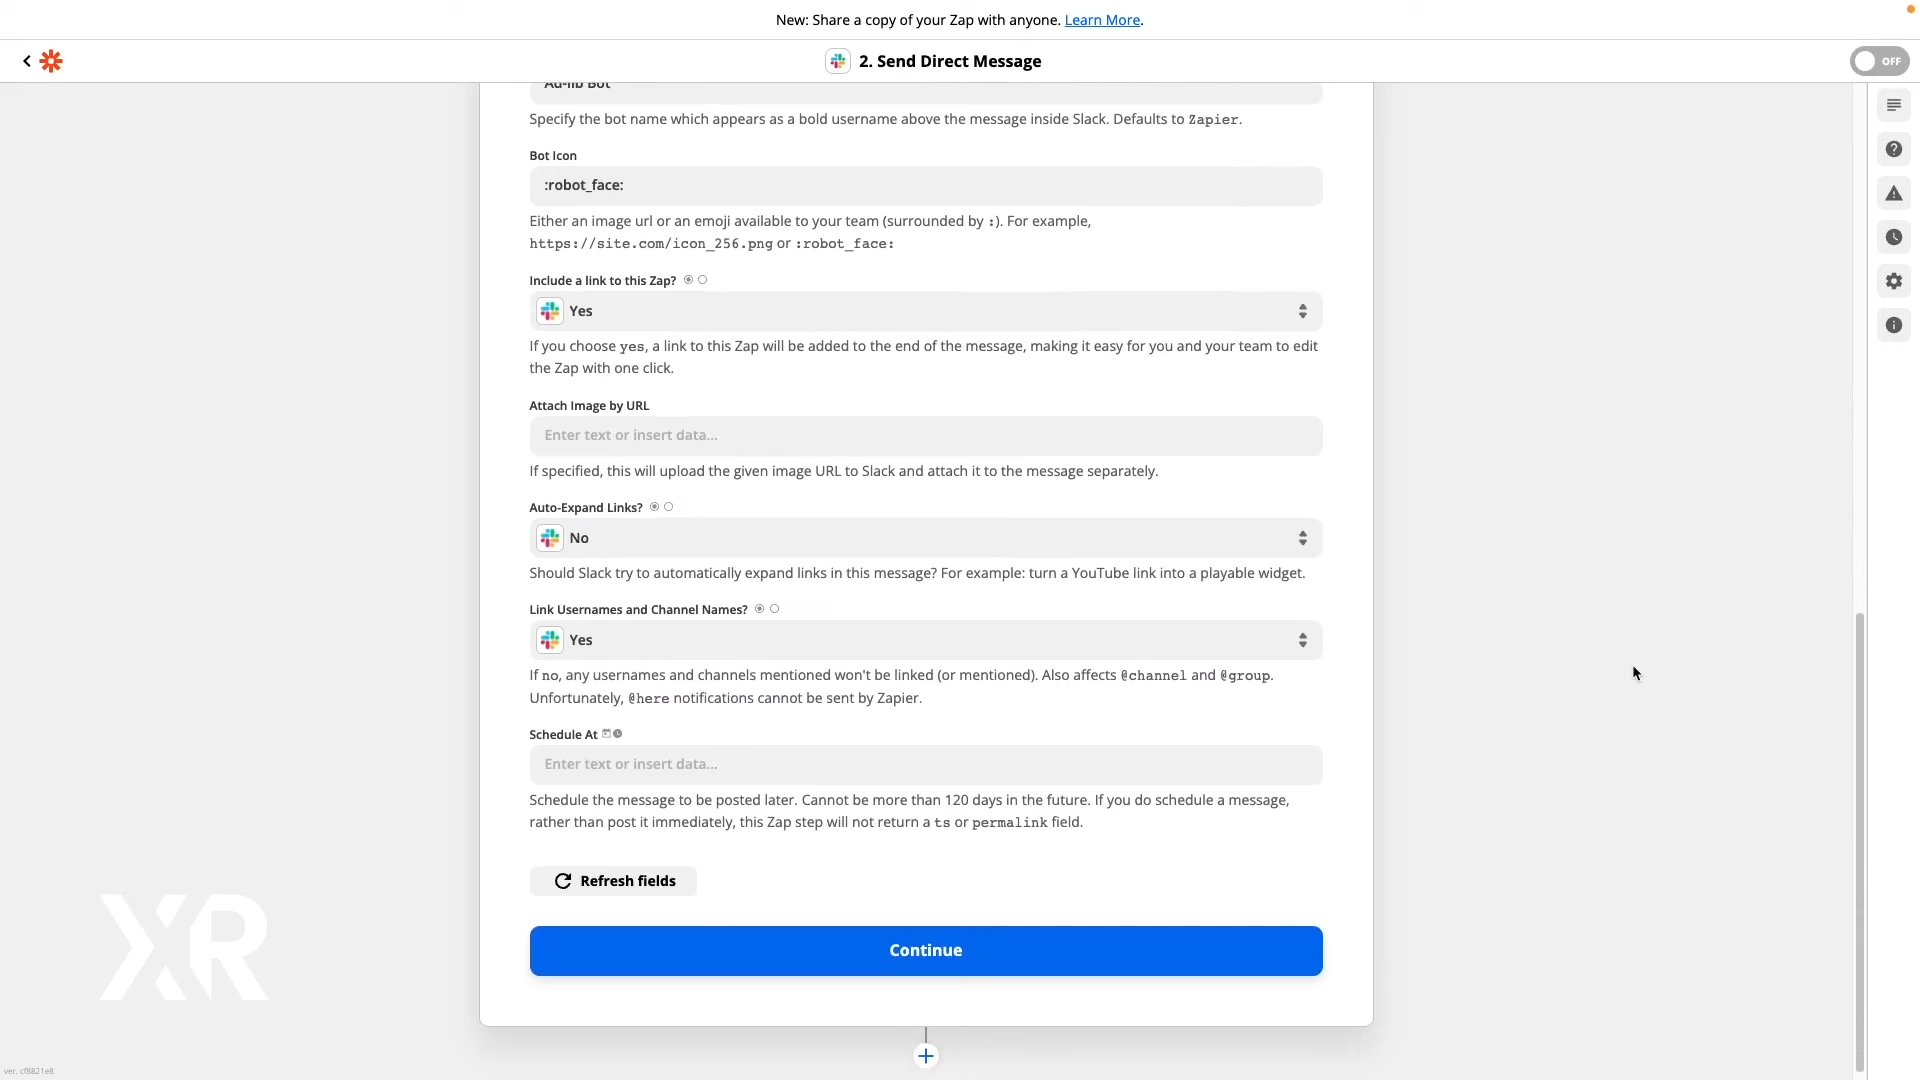 New: Share a copy of your Zap with anyone. Learn More.
2. Send Direct Message
OFF
Ad-lib Bot
Specify the bot name which appears as a bold username above the message inside Slack. Defaults to Zapier.
Bot Icon
:robot_face:
Either an image url or an emoji available to your team (surrounded by :). For example,
https://site.com/icon_256.png or :robot_face:
Include a link to this Zap?
Yes
If you choose yes, a link to this Zap will be added to the end of the message, making it easy for you and your team to edit
the Zap with one click.
Attach Image by URL
Enter text or insert data...
If specified, this will upload the given image URL to Slack and attach it to the message separately.
Auto-Expand Links?
No
Should Slack try to automatically expand links in this message? For example: turn a YouTube link into a playable widget.
Link Usernames and Channel Names?
Yes
If no, any usernames and channels mentioned won't be linked (or mentioned). Also affects @channel and @group.
Unfortunately, @here notifications cannot be sent by Zapier.
Schedule At
Enter text or insert data...
Schedule the message to be posted later. Cannot be more than 120 days in the future. If you do schedule a message,
rather than post it immediately, this Zap step will not return a ts or permalink field.
Refresh fields
Continue
XR
ver. cf8821e8